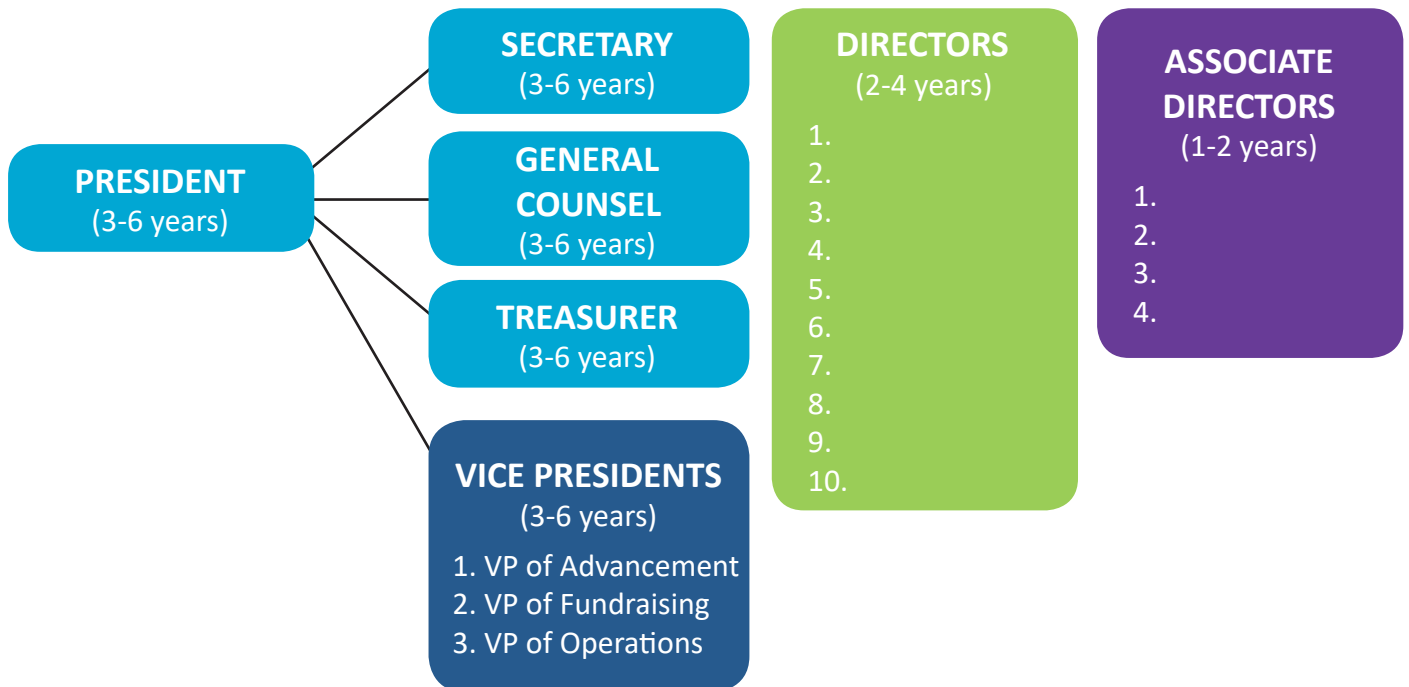 PRESIDENT
(3-6 years)
SECRETARY
(3-6 years)
GENERAL
COUNSEL
(3-6 years)
TREASURER
(3-6 years)
VICE PRESIDENTS
(3-6 years)
1. VP of Advancement
2. VP of Fundraising
3. VP of Operations
DIRECTORS
(2-4 years)
1.
2.
3.
4.
5.
6.
7.
8.
9.
10.
ASSOCIATE
DIRECTORS
(1-2 years)
1.
2.
3.
4.